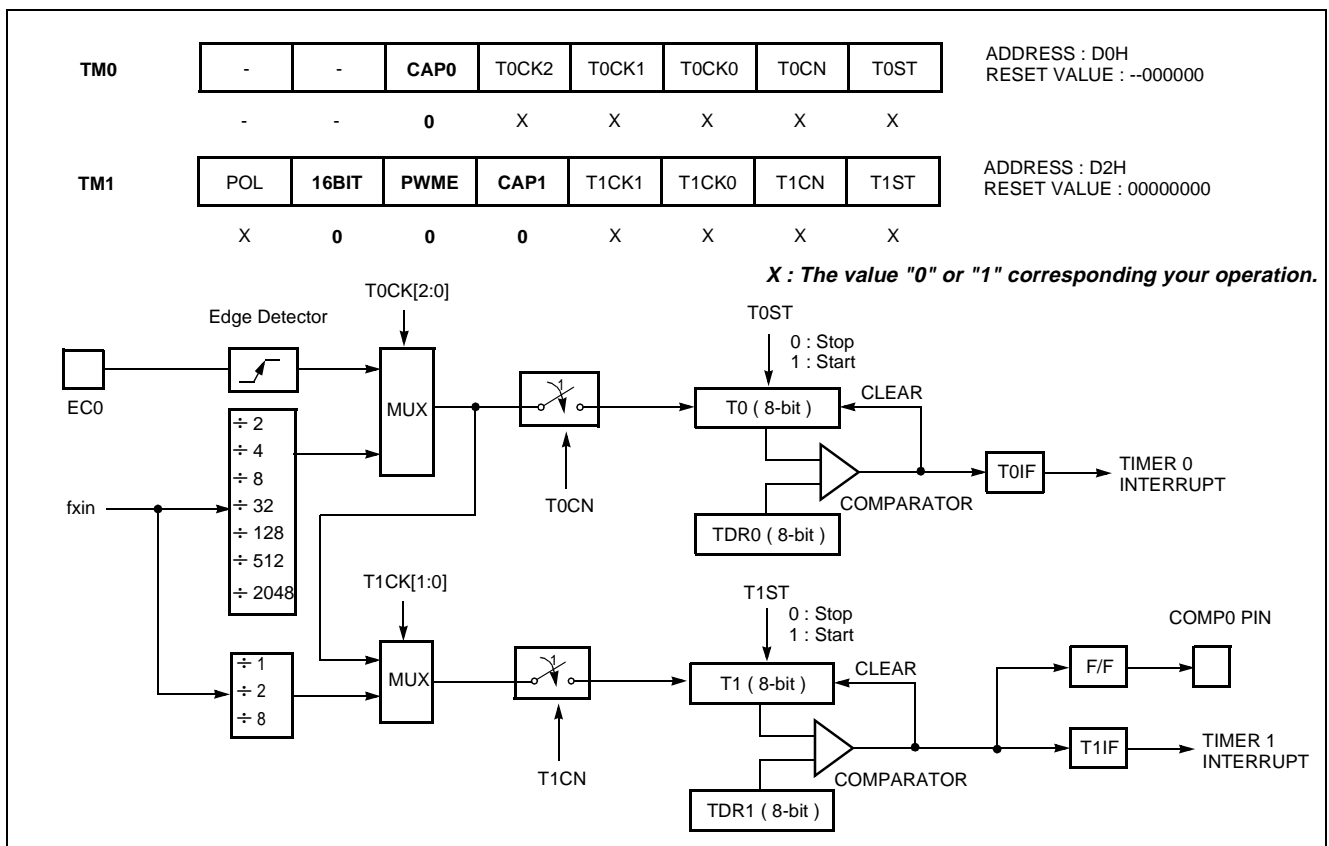 TM0
-
-
CAP0
T0CK2
T0CK1
T0CK0
T0CN
T0ST
ADDRESS : D0H
RESET VALUE : --000000
-
-
0
X
X
X
X
X
TM1
POL
16BIT
PWME
CAP1
T1CK1
T1CK0
T1CN
T1ST
ADDRESS : D2H
RESET VALUE : 00000000
X
0
0
0
X
X
X
X
X : The value "0" or "1" corresponding your operation.
T0CK[2:0]
Edge Detector
T0ST
0 : Stop
1 : Start
EC0
MUX
1
T0 ( 8-bit )
CLEAR
÷ 2
÷ 4
÷ 8
÷ 32
÷ 128
÷ 512
÷ 2048
fxin
T0CN
COMPARATOR
T0IF
TIMER 0
INTERRUPT
TDR0 ( 8-bit )
T1CK[1:0]
T1ST
0 : Stop
1 : Start
COMP0 PIN
÷ 1
÷ 2
÷ 8
MUX
1
T1 ( 8-bit )
CLEAR
F/F
T1CN
COMPARATOR
T1IF
TIMER 1
INTERRUPT
TDR1 ( 8-bit )